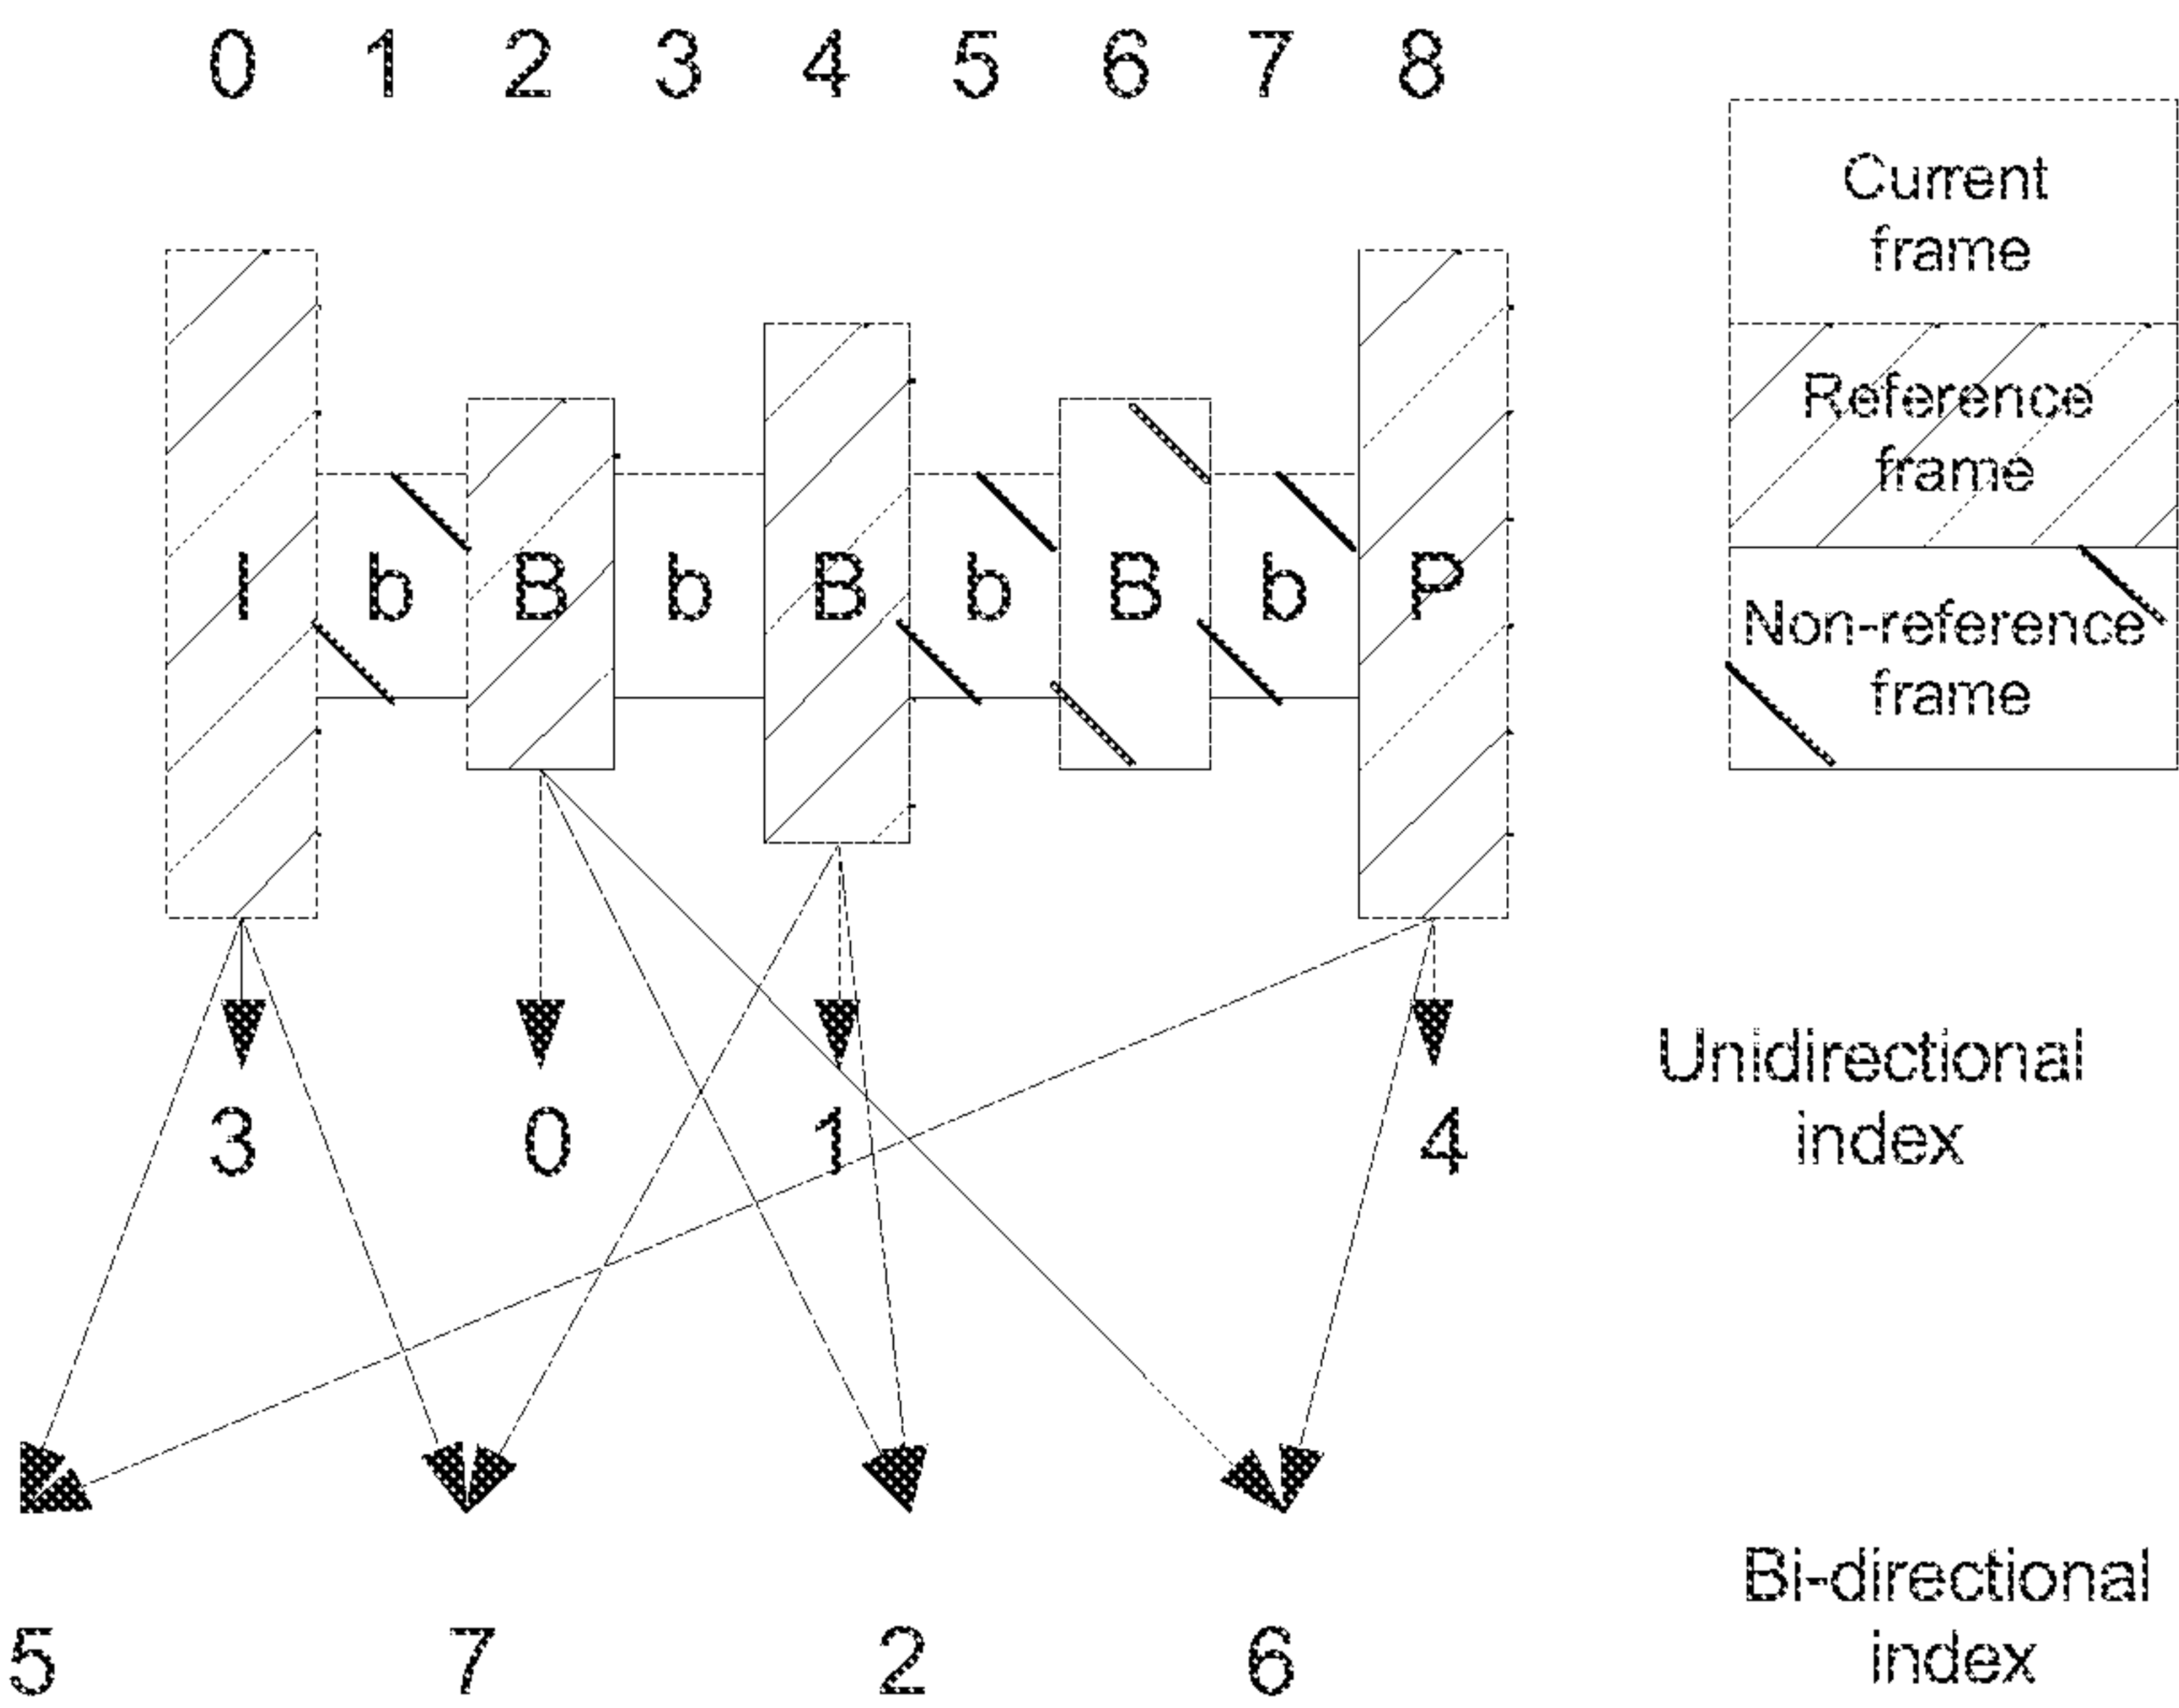 0 1 2 3 4 5 6 7 8
Current
frame
Reference
frame
Non-reference
frame
I b B b B b B b P
3 0 1 4
Unidirectional
index
5 7 2 6
Bi-directional
index